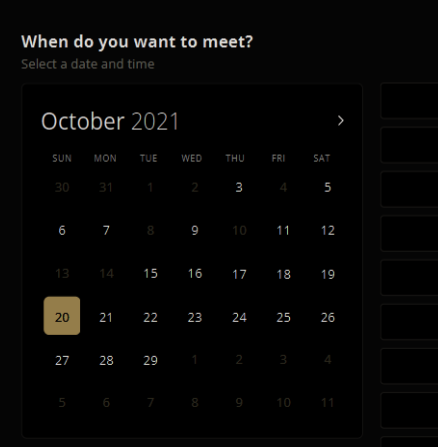 When do you want to meet?
Select a date and time
October 2021
SUN MON TUE WED THU FRI SAT
30 31 1 2 3 4 5
6 7 8 9 10 11 12
13 14 15 16 17 18 19
20 21 22 23 24 25 26
27 28 29 1 2 3 4
5 6 7 8 9 10 11